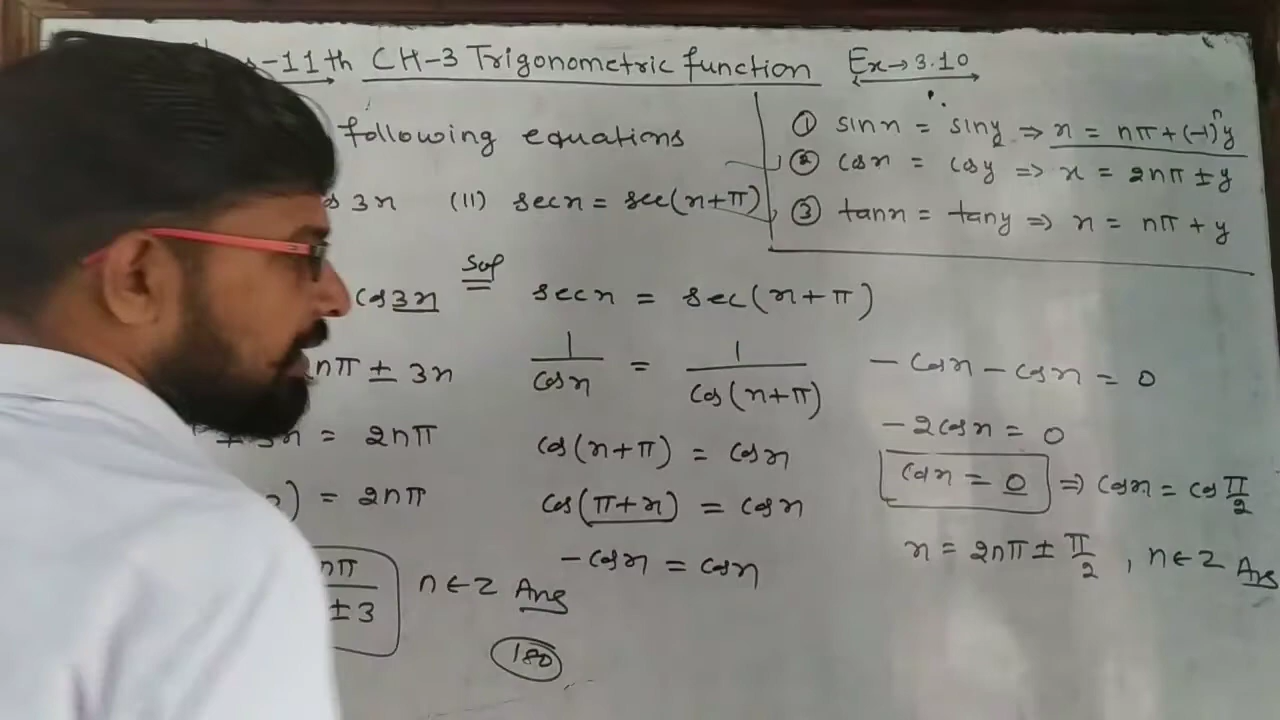 -11th CH-3 Trigonometric function Ex→3.10
following equations
3x (II) secx = sec(x+π)
① sinx = siny ⇒ x = nπ+(-1)ⁿy
② cosx = cosy ⇒ x = 2nπ ± y
③ tanx = tany ⇒ x = nπ + y
cos3x
nπ ± 3x
3x = 2nπ
) = 2nπ
nπ
±3
n∈Z Ans
secx = sec(x+π)
1/cosx = 1/cos(x+π)
cos(x+π) = cosx
cos(π+x) = cosx
-cosx = cosx
180
-cosx - cosx = 0
-2cosx = 0
cosx = 0 ⇒ cosx = cos π/2
x = 2nπ ± π/2 , n∈Z Ans